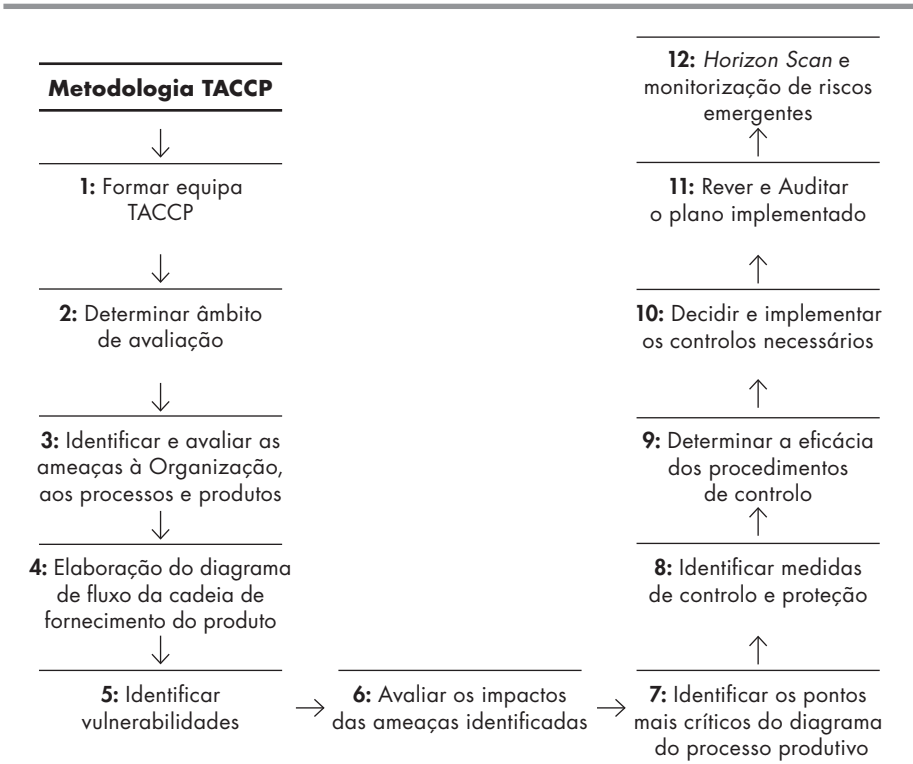 Metodologia TACCP
1: Formar equipa
TACCP
2: Determinar âmbito
de avaliação
3: Identificar e avaliar as
ameaças à Organização,
aos processos e produtos
4: Elaboração do diagrama
de fluxo da cadeia de
fornecimento do produto
5: Identificar
vulnerabilidades
6: Avaliar os impactos
das ameaças identificadas
7: Identificar os pontos
mais críticos do diagrama
do processo produtivo
8: Identificar medidas
de controlo e proteção
9: Determinar a eficácia
dos procedimentos
de controlo
10: Decidir e implementar
os controlos necessários
11: Rever e Auditar
o plano implementado
12: Horizon Scan e
monitorização de riscos
emergentes